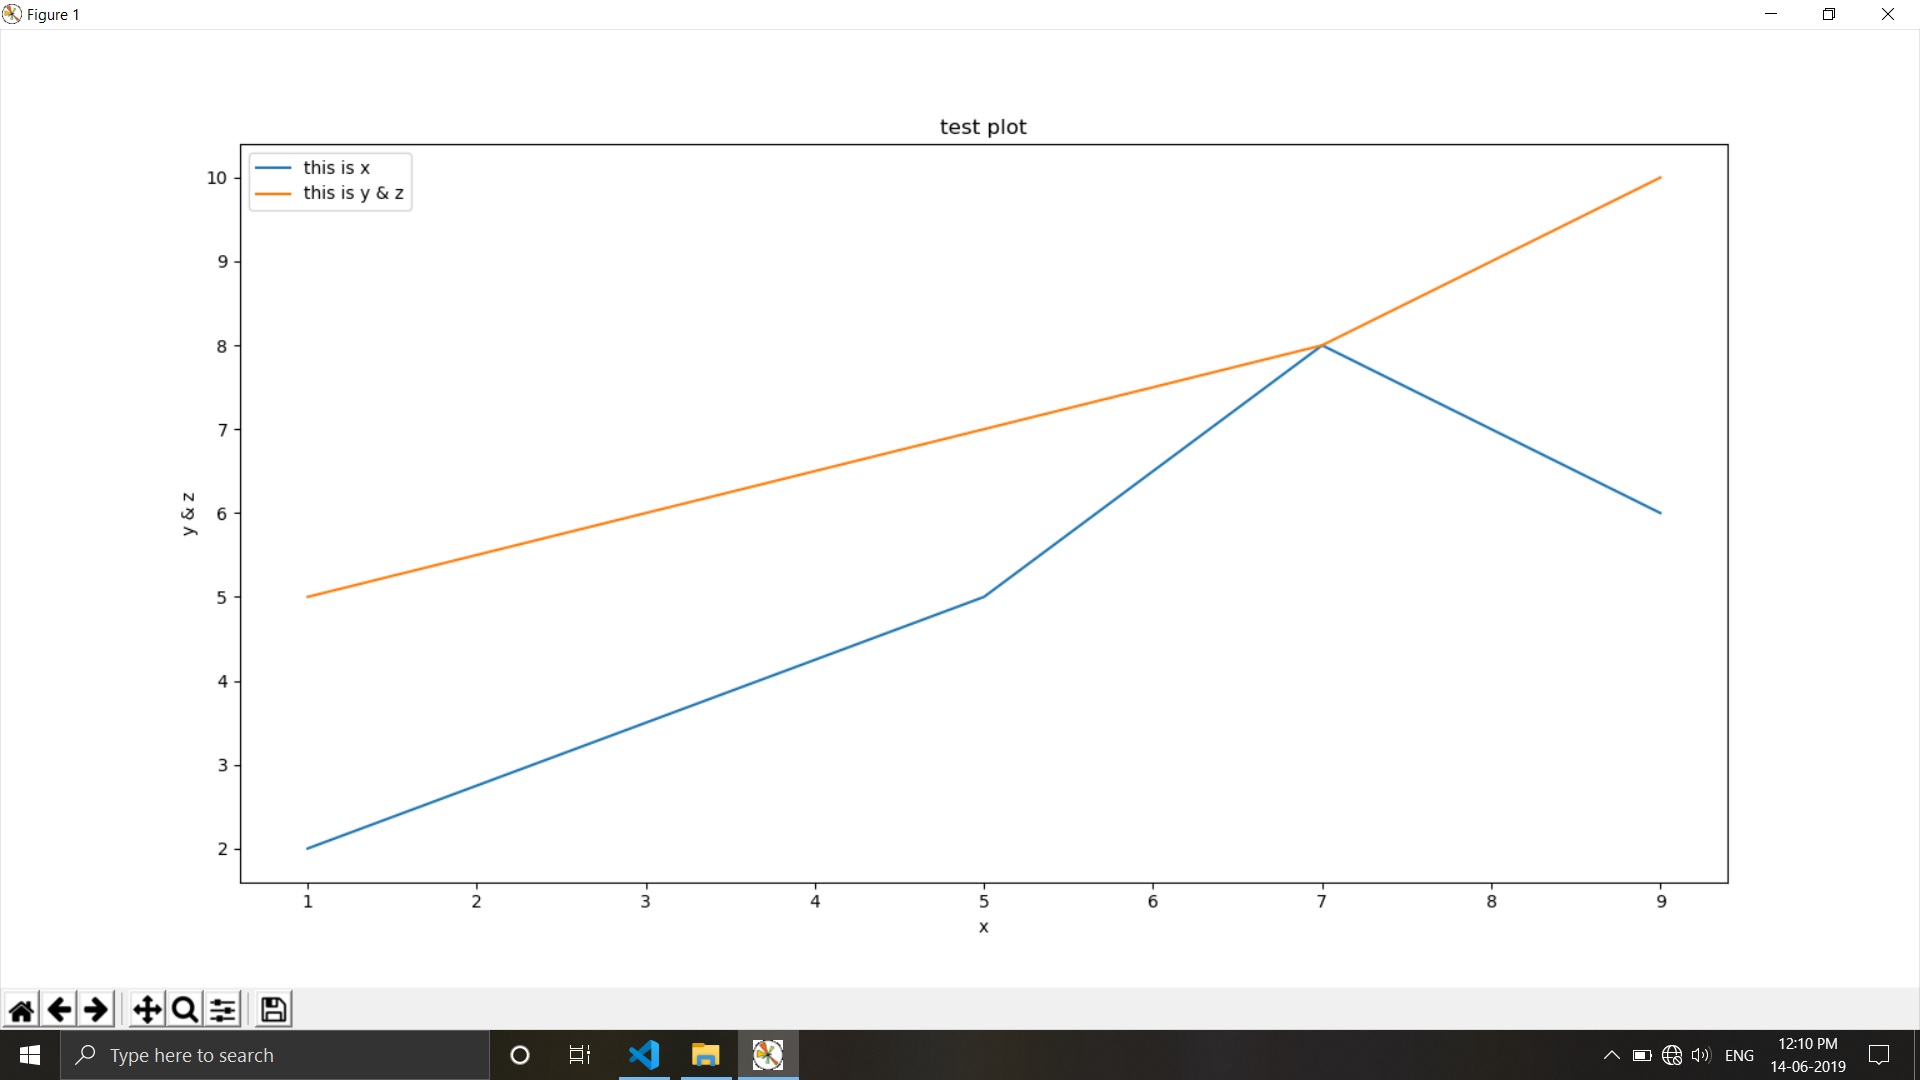 Figure 1
test plot
this is x
this is y & z
10
9
8
7
6
5
4
3
2
y & z
1 2 3 4 5 6 7 8 9
x
Type here to search
ENG
12:10 PM
14-06-2019